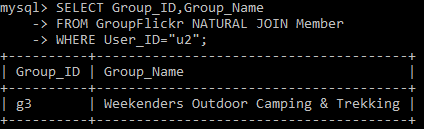 mysql> SELECT Group_ID,Group_Name
    -> FROM GroupFlickr NATURAL JOIN Member
    -> WHERE User_ID="u2";
+----------+---------------------------------------+
| Group_ID | Group_Name                            |
+----------+---------------------------------------+
| g3       | Weekenders Outdoor Camping & Trekking |
+----------+---------------------------------------+